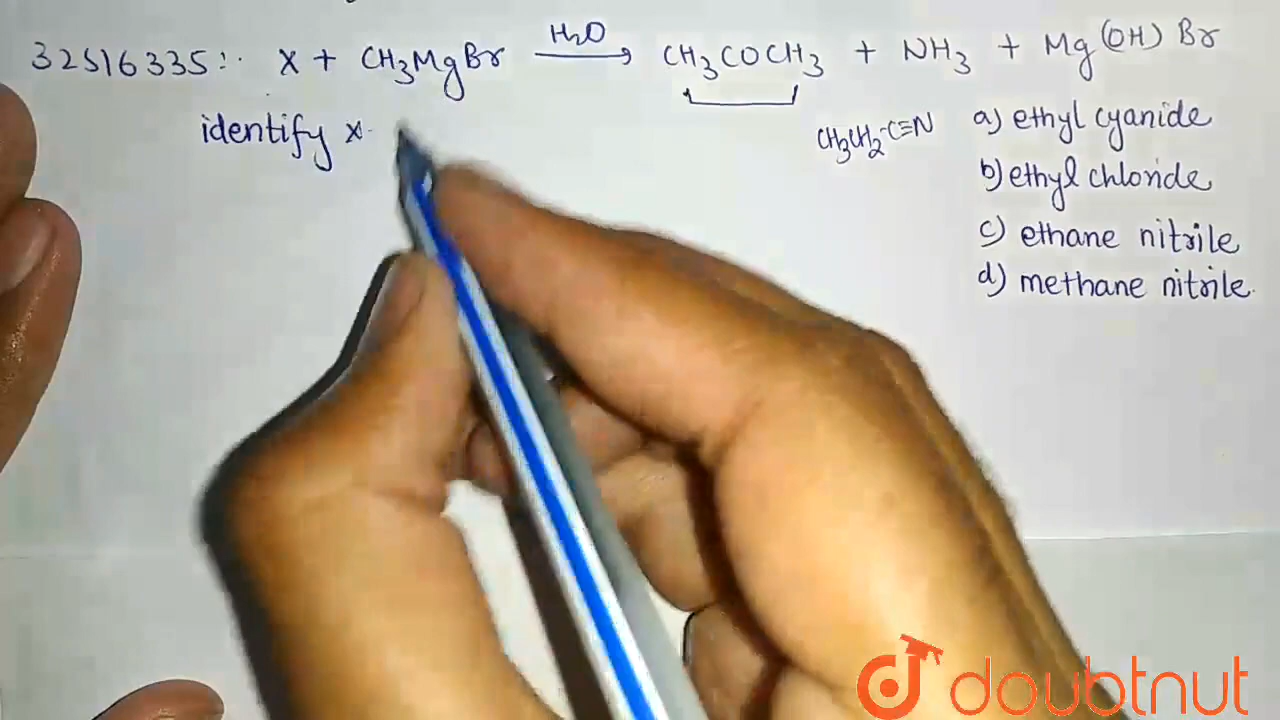 32516335:· x + CH₃MgBr —H₂O→ CH₃COCH₃ + NH₃ + Mg(OH)Br
identify x·
CH₃CH₂-C≡N
a) ethyl cyanide
b) ethyl chloride
c) ethane nitrile
d) methane nitrile.
doubtnut